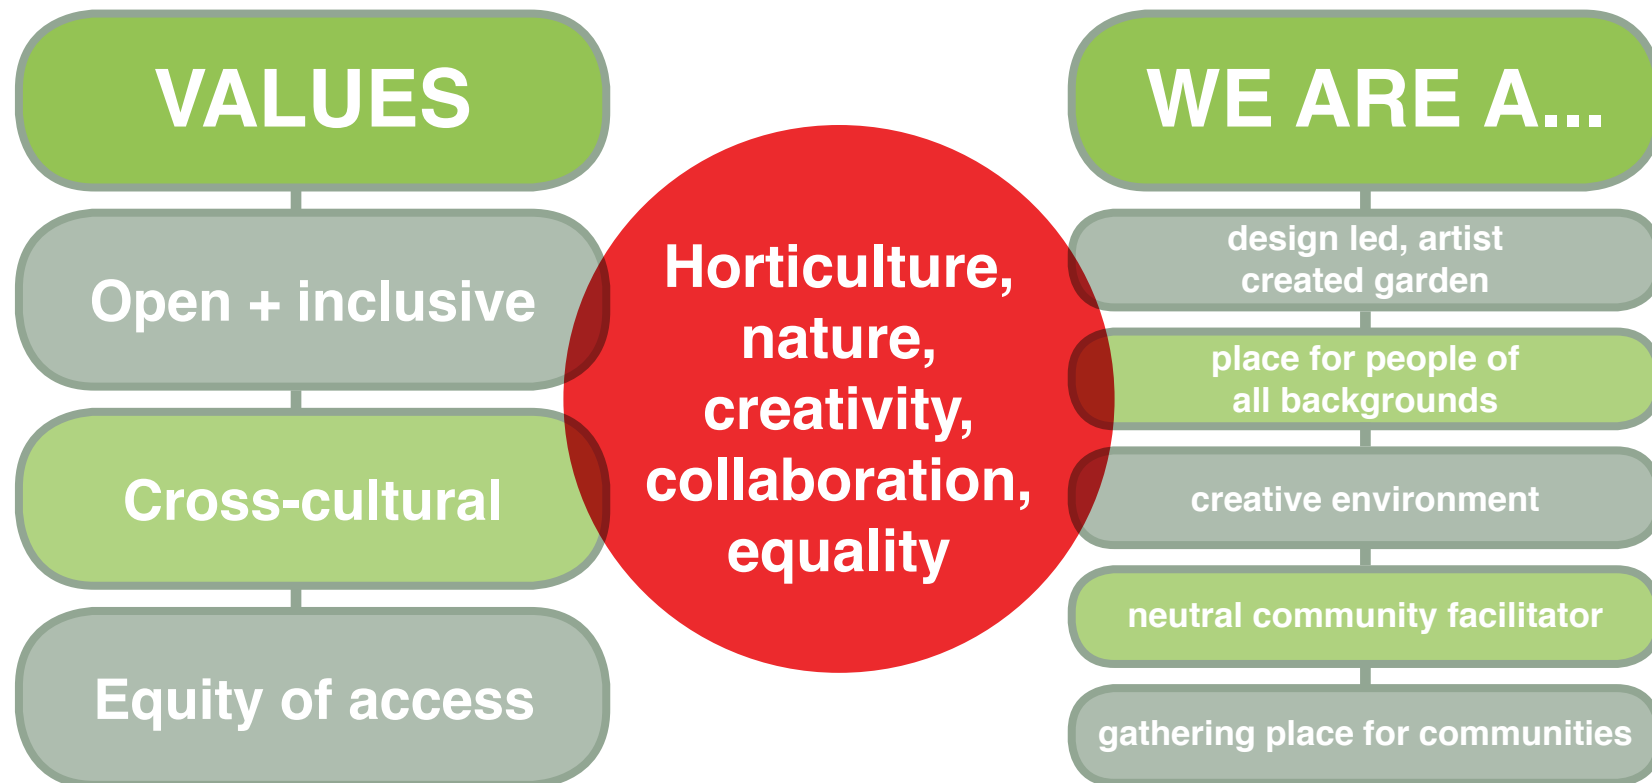 VALUES
Open + inclusive
Cross-cultural
Equity of access
Horticulture,
nature,
creativity,
collaboration,
equality
WE ARE A...
design led, artist
created garden
place for people of
all backgrounds
creative environment
neutral community facilitator
gathering place for communities